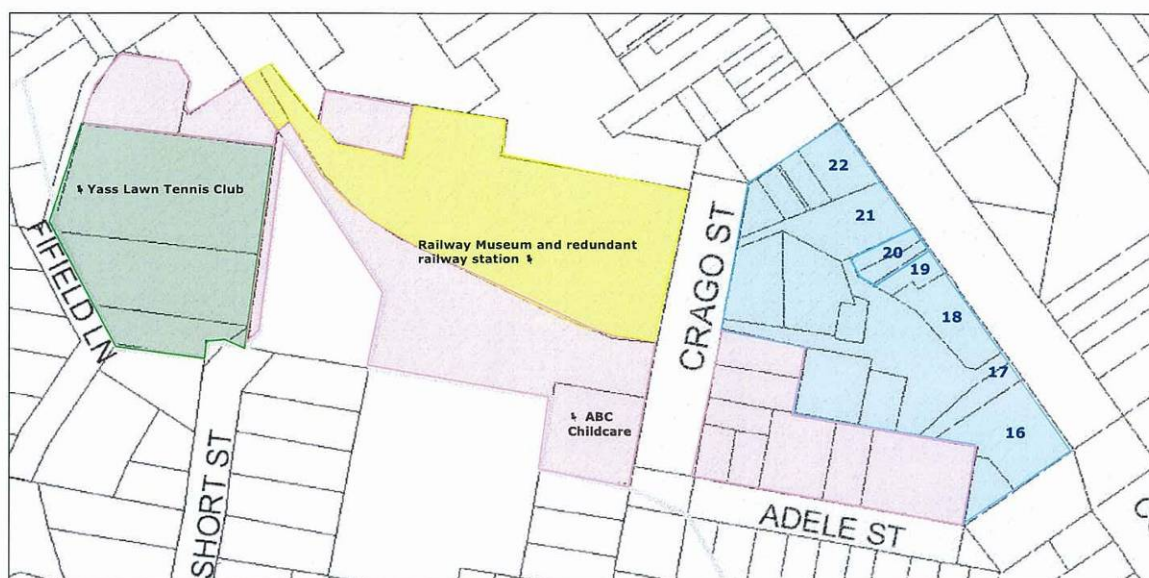 Yass Lawn Tennis Club
FIFIELD LN
SHORT ST
Railway Museum and redundant
railway station
ABC
Childcare
CRAGO ST
ADELE ST
22
21
20
19
18
17
16